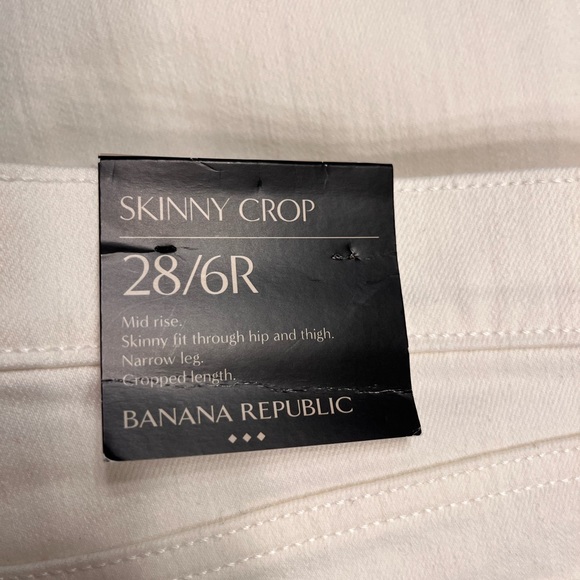 SKINNY CROP
28/6R
Mid rise.
Skinny fit through hip and thigh.
Narrow leg.
Cropped length.
BANANA REPUBLIC